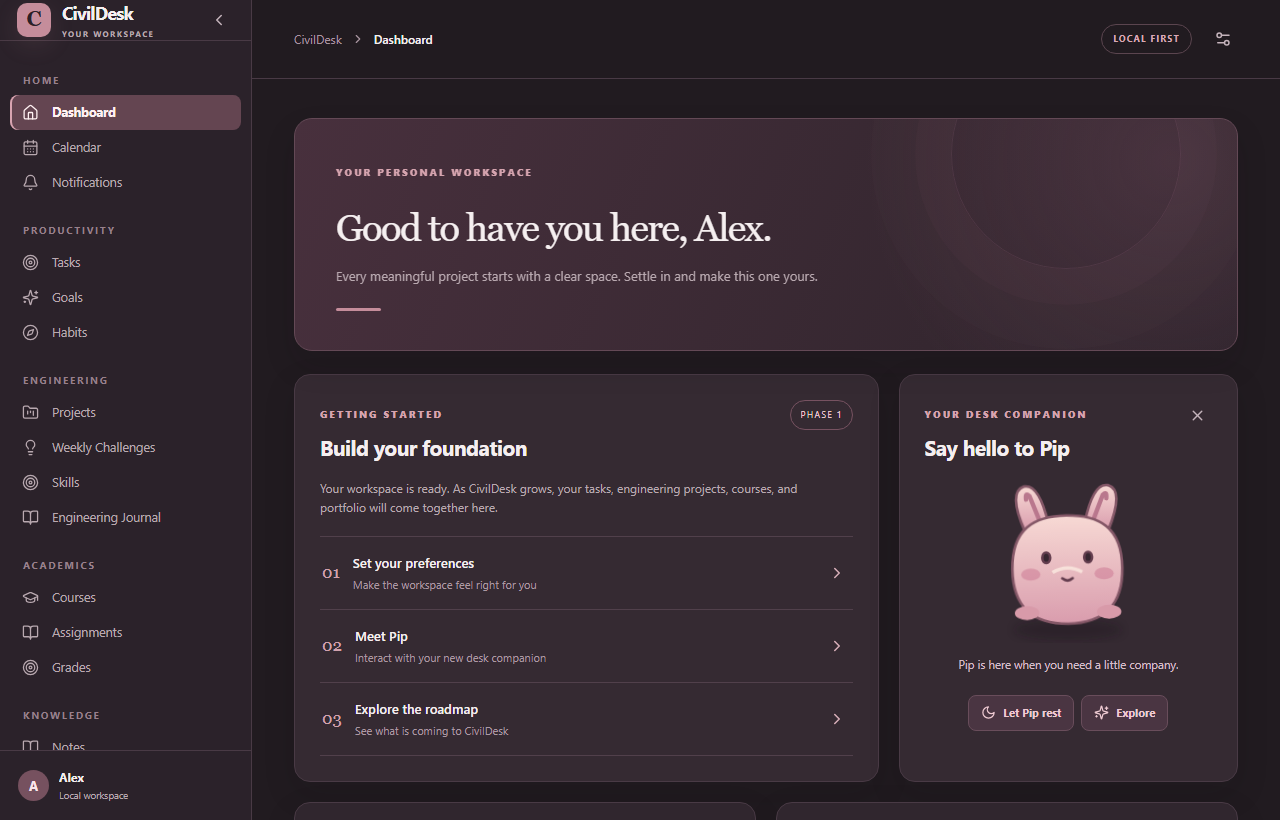 C
CivilDesk
YOUR WORKSPACE
HOME
Dashboard
Calendar
Notifications
PRODUCTIVITY
Tasks
Goals
Habits
ENGINEERING
Projects
Weekly Challenges
Skills
Engineering Journal
ACADEMICS
Courses
Assignments
Grades
KNOWLEDGE
Notes
A
Alex
Local workspace
CivilDesk
Dashboard
LOCAL FIRST
YOUR PERSONAL WORKSPACE
Good to have you here, Alex.
Every meaningful project starts with a clear space. Settle in and make this one yours.
GETTING STARTED
PHASE 1
Build your foundation
Your workspace is ready. As CivilDesk grows, your tasks, engineering projects, courses, and
portfolio will come together here.
01
Set your preferences
Make the workspace feel right for you
02
Meet Pip
Interact with your new desk companion
03
Explore the roadmap
See what is coming to CivilDesk
YOUR DESK COMPANION
Say hello to Pip
Pip is here when you need a little company.
Let Pip rest
Explore